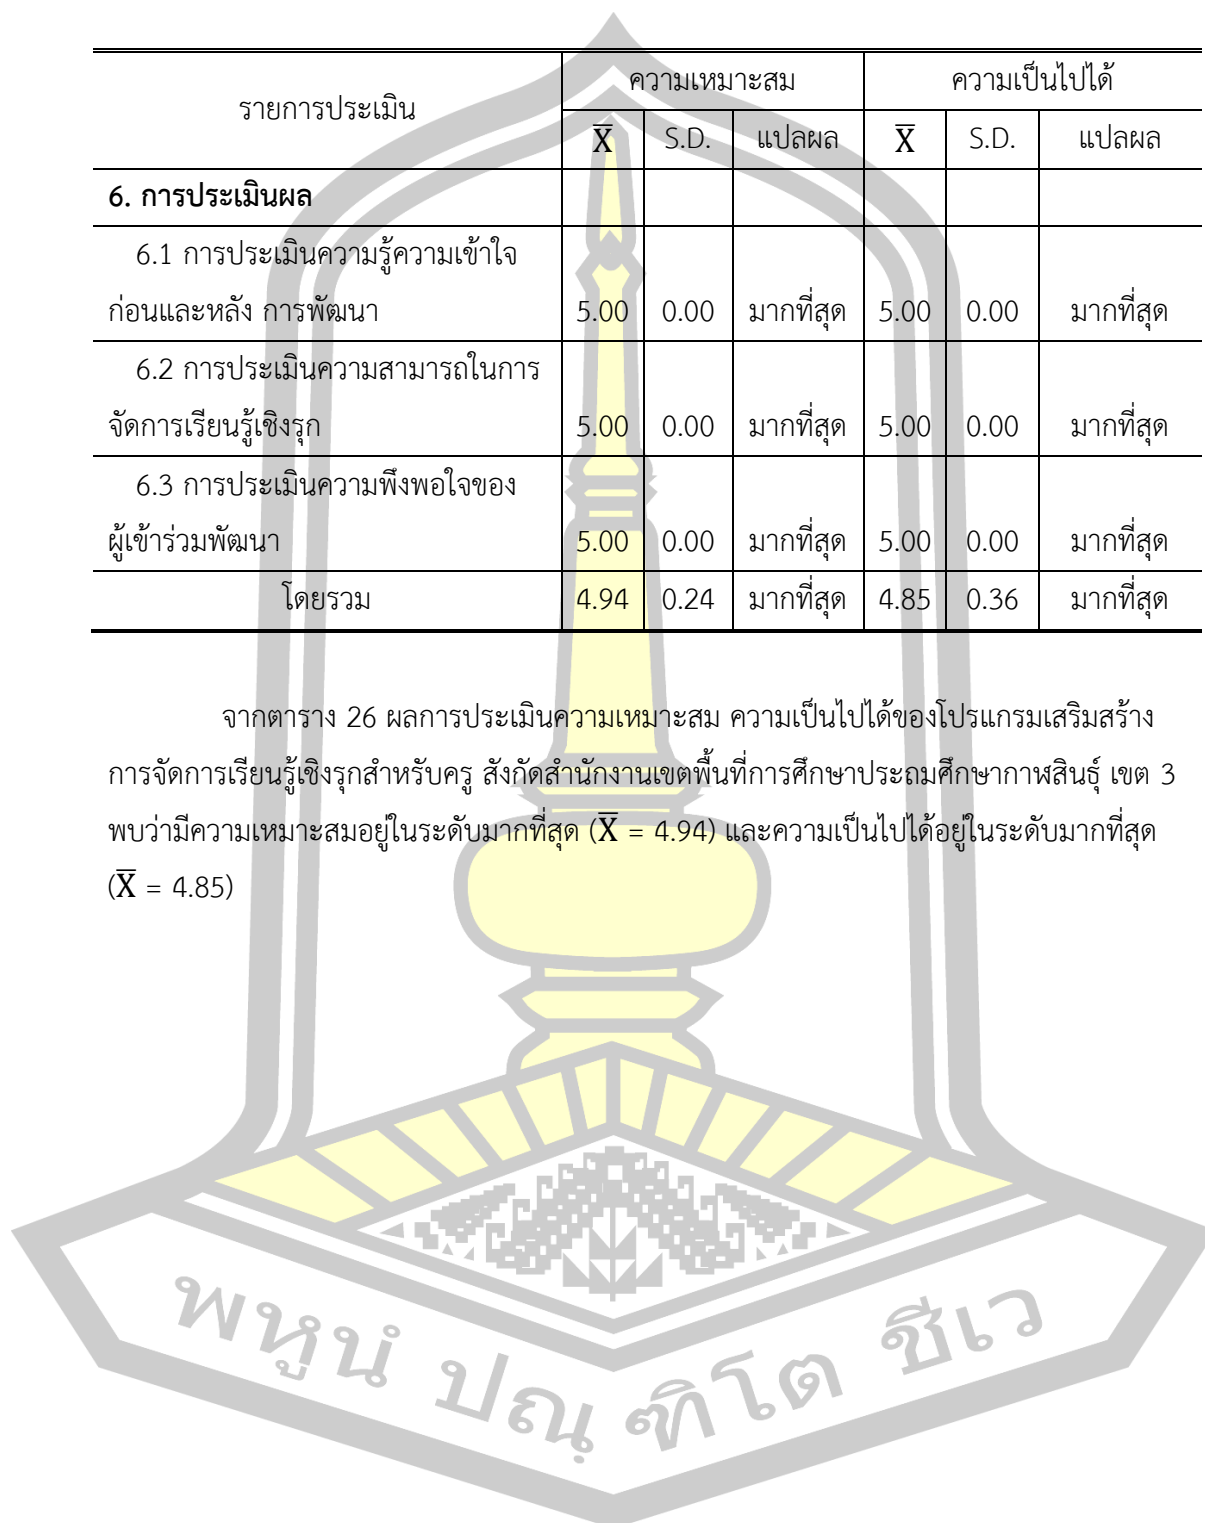 รายการประเมิน ความเหมาะสม ความเป็นไปได้
X̅ S.D. แปลผล X̅ S.D. แปลผล
6. การประเมินผล
6.1 การประเมินความรู้ความเข้าใจ
ก่อนและหลัง การพัฒนา 5.00 0.00 มากที่สุด 5.00 0.00 มากที่สุด
6.2 การประเมินความสามารถในการ
จัดการเรียนรู้เชิงรุก 5.00 0.00 มากที่สุด 5.00 0.00 มากที่สุด
6.3 การประเมินความพึงพอใจของ
ผู้เข้าร่วมพัฒนา 5.00 0.00 มากที่สุด 5.00 0.00 มากที่สุด
โดยรวม 4.94 0.24 มากที่สุด 4.85 0.36 มากที่สุด
จากตาราง 26 ผลการประเมินความเหมาะสม ความเป็นไปได้ของโปรแกรมเสริมสร้าง
การจัดการเรียนรู้เชิงรุกสำหรับครู สังกัดสำนักงานเขตพื้นที่การศึกษาประถมศึกษากาฬสินธุ์ เขต 3
พบว่ามีความเหมาะสมอยู่ในระดับมากที่สุด (X̅ = 4.94) และความเป็นไปได้อยู่ในระดับมากที่สุด
(X̅ = 4.85)
พหูนํ ปณฺ ฑิโต ชีเว